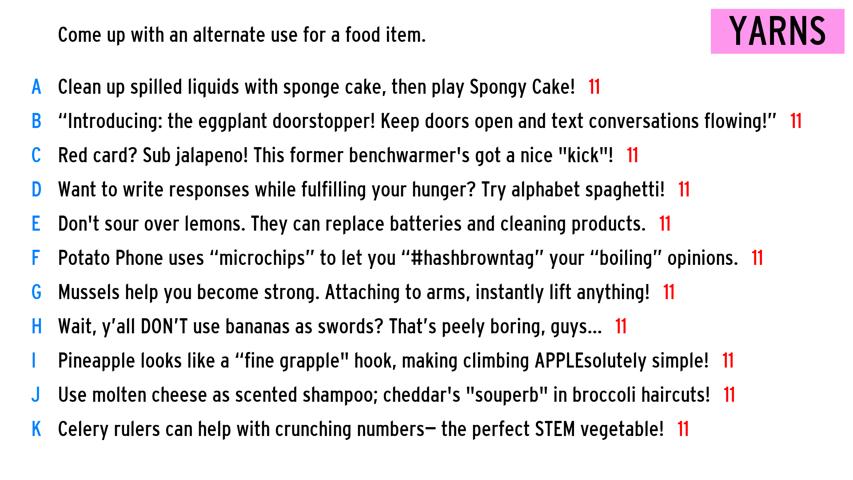 Come up with an alternate use for a food item.
YARNS
A Clean up spilled liquids with sponge cake, then play Spongy Cake! 11
B “Introducing: the eggplant doorstopper! Keep doors open and text conversations flowing!” 11
C Red card? Sub jalapeno! This former benchwarmer's got a nice "kick"! 11
D Want to write responses while fulfilling your hunger? Try alphabet spaghetti! 11
E Don't sour over lemons. They can replace batteries and cleaning products. 11
F Potato Phone uses “microchips” to let you “#hashbrowntag” your “boiling” opinions. 11
G Mussels help you become strong. Attaching to arms, instantly lift anything! 11
H Wait, y’all DON’T use bananas as swords? That’s peely boring, guys... 11
I Pineapple looks like a “fine grapple" hook, making climbing APPLEsolutely simple! 11
J Use molten cheese as scented shampoo; cheddar's "souperb" in broccoli haircuts! 11
K Celery rulers can help with crunching numbers– the perfect STEM vegetable! 11